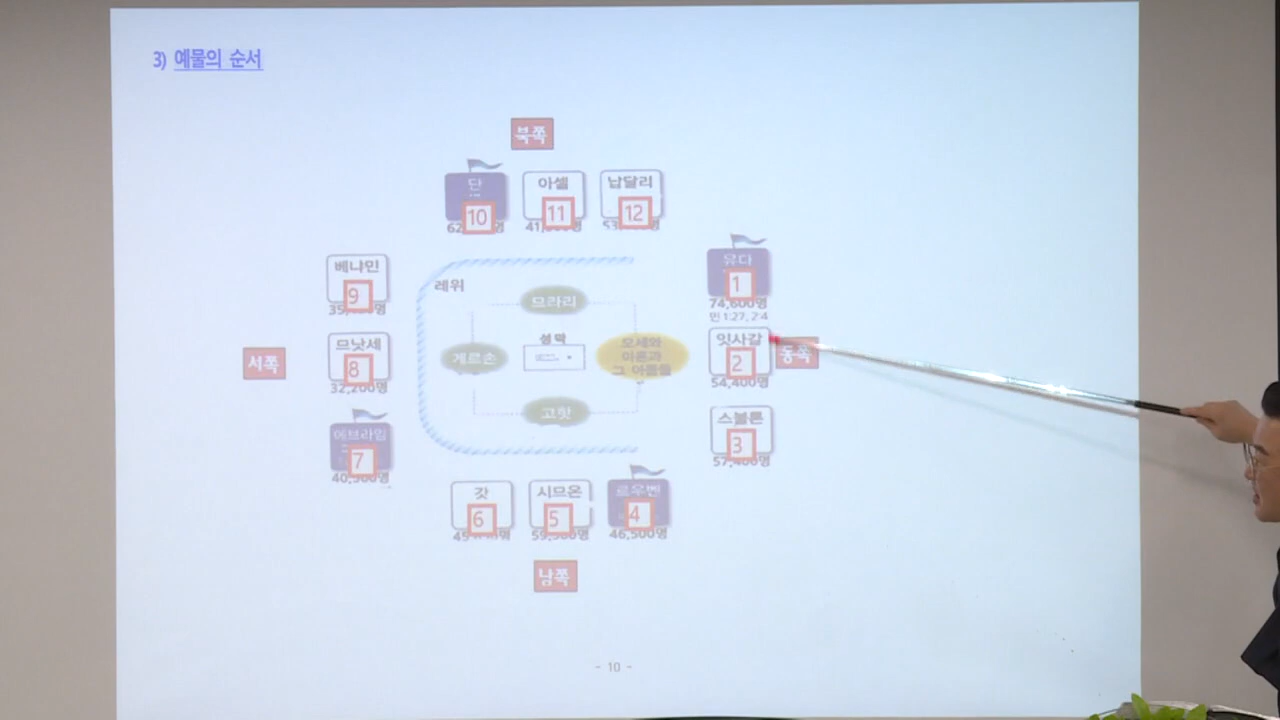 3) 예물의 순서
북쪽
단
아셀
납달리
10
11
12
베냐민
9
유다
1
74,600명
민 1:27, 2:4
레위
므라리
서쪽
므낫세
8
32,200명
게르손
성막
모세와
아론과
그 아들들
잇사갈
2
54,400명
동쪽
에브라임
7
고핫
스불론
3
57,400명
갓
시므온
르우벤
6
5
4
46,500명
남쪽
- 10 -